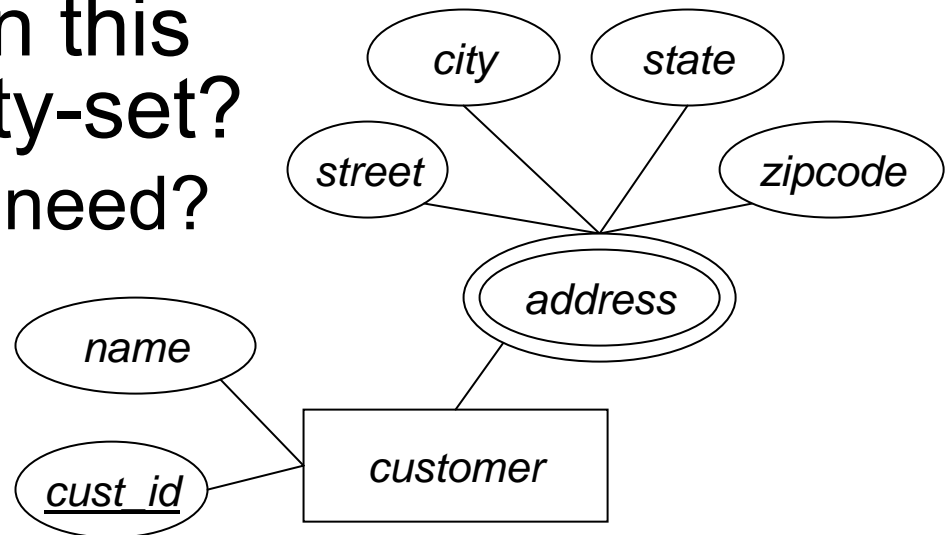 n this
ty-set?
need?
city
state
street
zipcode
address
name
customer
cust_id